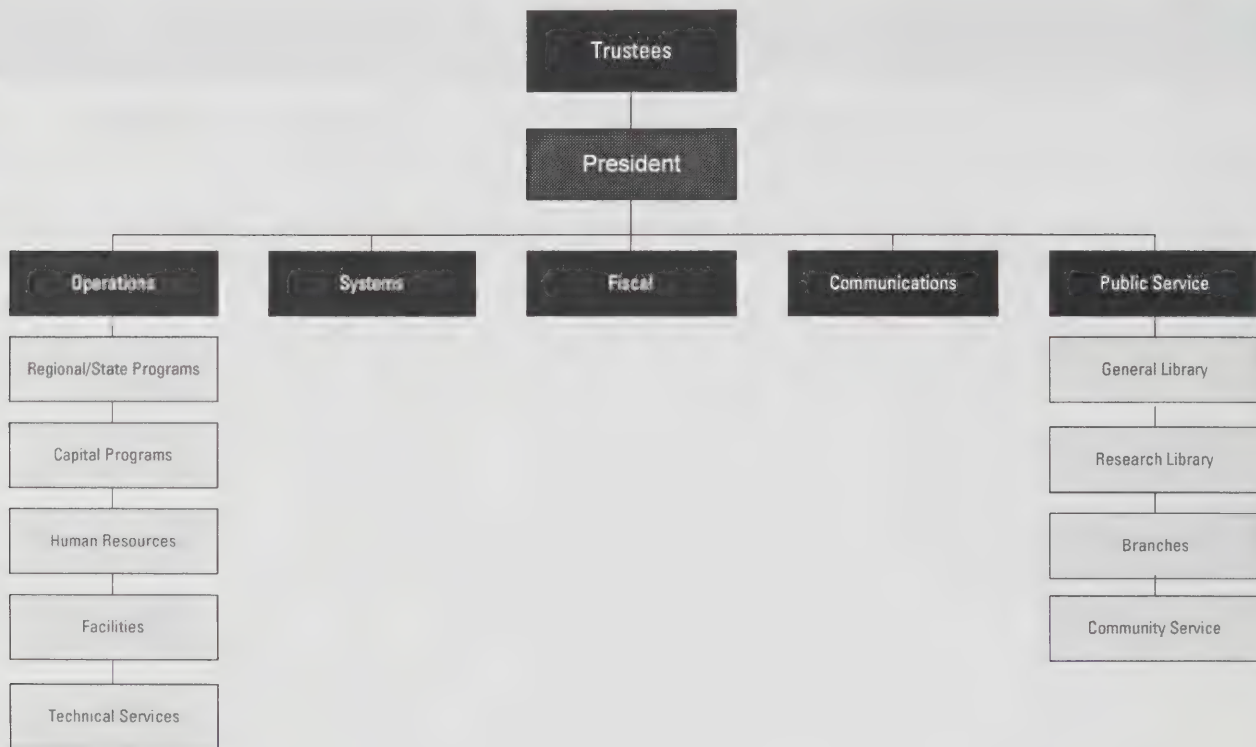 Trustees
President
Operations
Systems
Fiscal
Communications
Public Service
Regional/State Programs
Capital Programs
Human Resources
Facilities
Technical Services
General Library
Research Library
Branches
Community Service